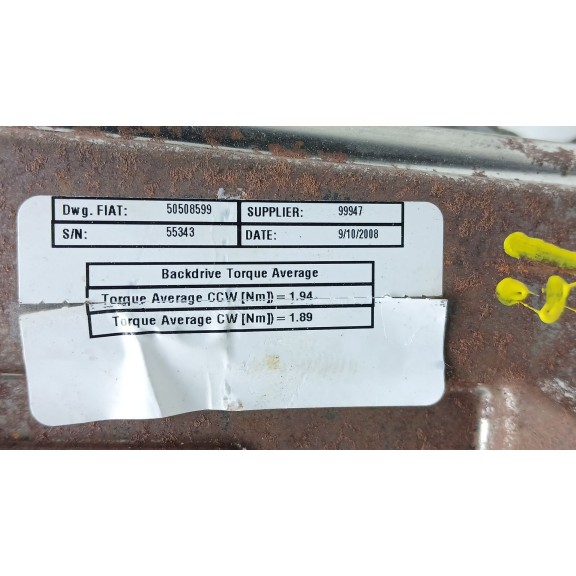 Dwg. FIAT: 50508599 SUPPLIER: 99947
S/N: 55343 DATE: 9/10/2008
Backdrive Torque Average
Torque Average CCW [Nm]) = 1.94
Torque Average CW [Nm]) = 1.89